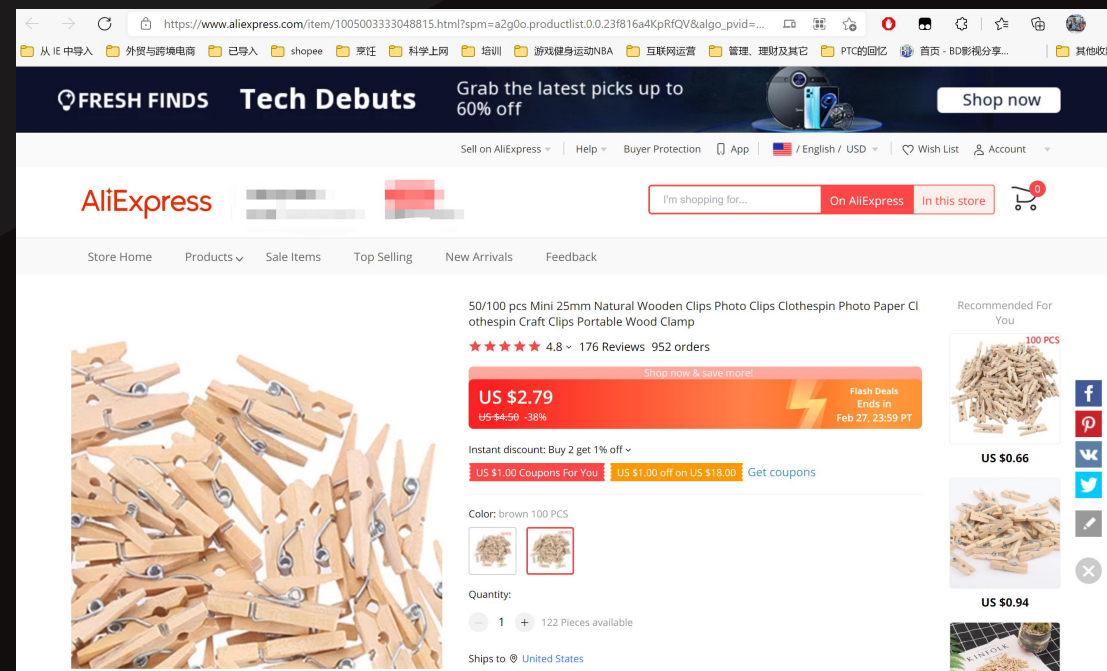 https://www.aliexpress.com/item/1005003333048815.html?spm=a2g0o.productlist.0.0.23f816a4KpRfQV&algo_pvid=...
从 IE 中导入 外贸与跨境电商 已导入 shopee 烹饪 科学上网 培训 游戏健身运动NBA 互联网运营 管理、理财及其它 PTC的回忆 首页 - BD影视分享... 其他收
FRESH FINDS Tech Debuts Grab the latest picks up to
60% off
Shop now
Sell on AliExpress Help Buyer Protection App / English / USD Wish List Account
AliExpress
I'm shopping for... On AliExpress In this store 0
Store Home Products Sale Items Top Selling New Arrivals Feedback
50/100 pcs Mini 25mm Natural Wooden Clips Photo Clips Clothespin Photo Paper Cl
othespin Craft Clips Portable Wood Clamp
4.8 176 Reviews 952 orders
Shop now & save more!
US $2.79
US $4.50 -38%
Flash Deals
Ends in
Feb 27, 23:59 PT
Instant discount: Buy 2 get 1% off
US $1.00 Coupons For You US $1.00 off on US $18.00 Get coupons
Color: brown 100 PCS
Quantity:
1 + 122 Pieces available
Ships to United States
Recommended For
You
100 PCS
US $0.66
US $0.94
KINFOLK